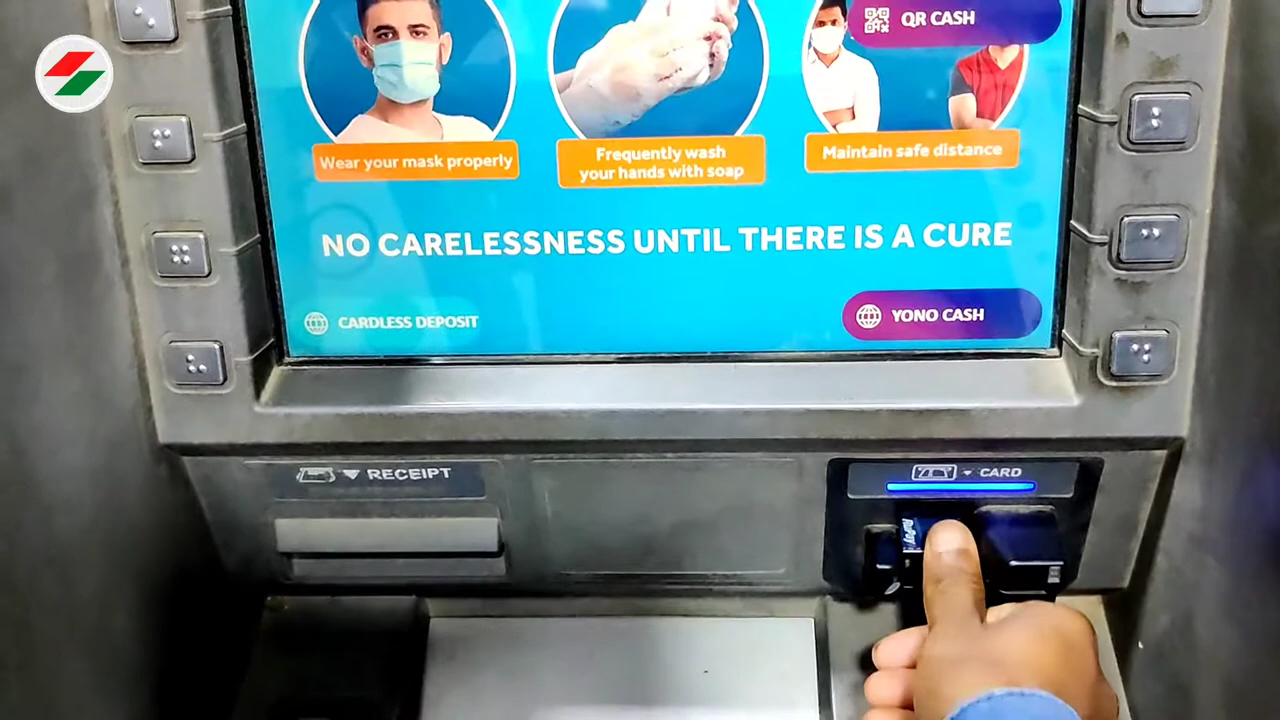 QR CASH
Wear your mask properly
Frequently wash
your hands with soap
Maintain safe distance
NO CARELESSNESS UNTIL THERE IS A CURE
CARDLESS DEPOSIT
YONO CASH
RECEIPT
CARD
RuPay